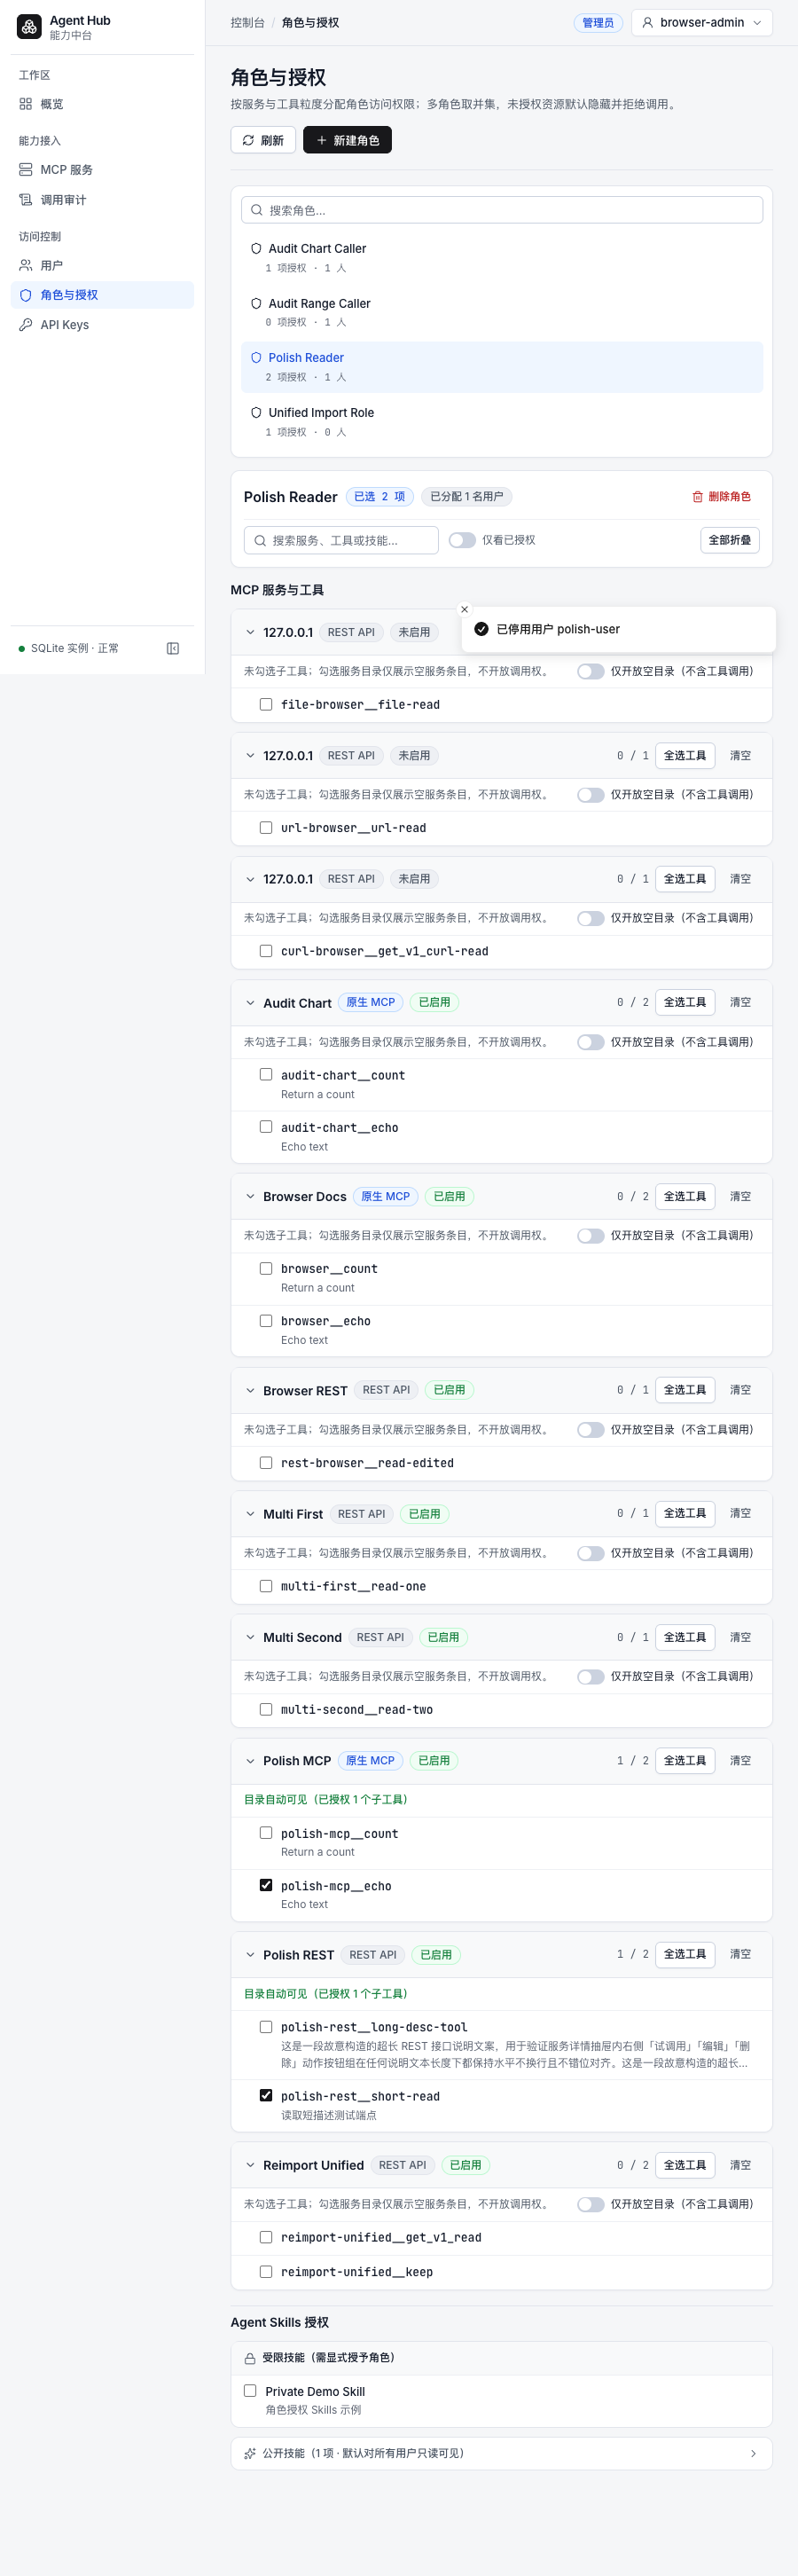 Agent Hub
能力中台
工作区
概览
能力接入
MCP 服务
调用审计
访问控制
用户
角色与授权
API Keys
SQLite 实例 · 正常
控制台 / 角色与授权
管理员
browser-admin
角色与授权
按服务与工具粒度分配角色访问权限；多角色取并集，未授权资源默认隐藏并拒绝调用。
刷新
新建角色
搜索角色...
Audit Chart Caller
1 项授权 · 1 人
Audit Range Caller
0 项授权 · 1 人
Polish Reader
2 项授权 · 1 人
Unified Import Role
1 项授权 · 0 人
Polish Reader 已选 2 项 已分配 1 名用户 删除角色
搜索服务、工具或技能... 仅看已授权 全部折叠
MCP 服务与工具
已停用用户 polish-user
127.0.0.1 REST API 未启用
未勾选子工具；勾选服务目录仅展示空服务条目，不开放调用权。 仅开放空目录（不含工具调用）
file-browser__file-read
127.0.0.1 REST API 未启用 0 / 1 全选工具 清空
未勾选子工具；勾选服务目录仅展示空服务条目，不开放调用权。 仅开放空目录（不含工具调用）
url-browser__url-read
127.0.0.1 REST API 未启用 0 / 1 全选工具 清空
未勾选子工具；勾选服务目录仅展示空服务条目，不开放调用权。 仅开放空目录（不含工具调用）
curl-browser__get_v1_curl-read
Audit Chart 原生 MCP 已启用 0 / 2 全选工具 清空
未勾选子工具；勾选服务目录仅展示空服务条目，不开放调用权。 仅开放空目录（不含工具调用）
audit-chart__count
Return a count
audit-chart__echo
Echo text
Browser Docs 原生 MCP 已启用 0 / 2 全选工具 清空
未勾选子工具；勾选服务目录仅展示空服务条目，不开放调用权。 仅开放空目录（不含工具调用）
browser__count
Return a count
browser__echo
Echo text
Browser REST REST API 已启用 0 / 1 全选工具 清空
未勾选子工具；勾选服务目录仅展示空服务条目，不开放调用权。 仅开放空目录（不含工具调用）
rest-browser__read-edited
Multi First REST API 已启用 0 / 1 全选工具 清空
未勾选子工具；勾选服务目录仅展示空服务条目，不开放调用权。 仅开放空目录（不含工具调用）
multi-first__read-one
Multi Second REST API 已启用 0 / 1 全选工具 清空
未勾选子工具；勾选服务目录仅展示空服务条目，不开放调用权。 仅开放空目录（不含工具调用）
multi-second__read-two
Polish MCP 原生 MCP 已启用 1 / 2 全选工具 清空
目录自动可见（已授权 1 个子工具）
polish-mcp__count
Return a count
polish-mcp__echo
Echo text
Polish REST REST API 已启用 1 / 2 全选工具 清空
目录自动可见（已授权 1 个子工具）
polish-rest__long-desc-tool
这是一段故意构造的超长 REST 接口说明文案，用于验证服务详情抽屉内右侧「试调用」「编辑」「删
除」动作按钮组在任何说明文本长度下都保持水平不换行且不错位对齐。这是一段故意构造的超长...
polish-rest__short-read
读取短描述测试端点
Reimport Unified REST API 已启用 0 / 2 全选工具 清空
未勾选子工具；勾选服务目录仅展示空服务条目，不开放调用权。 仅开放空目录（不含工具调用）
reimport-unified__get_v1_read
reimport-unified__keep
Agent Skills 授权
受限技能（需显式授予角色）
Private Demo Skill
角色授权 Skills 示例
公开技能（1 项 · 默认对所有用户只读可见）